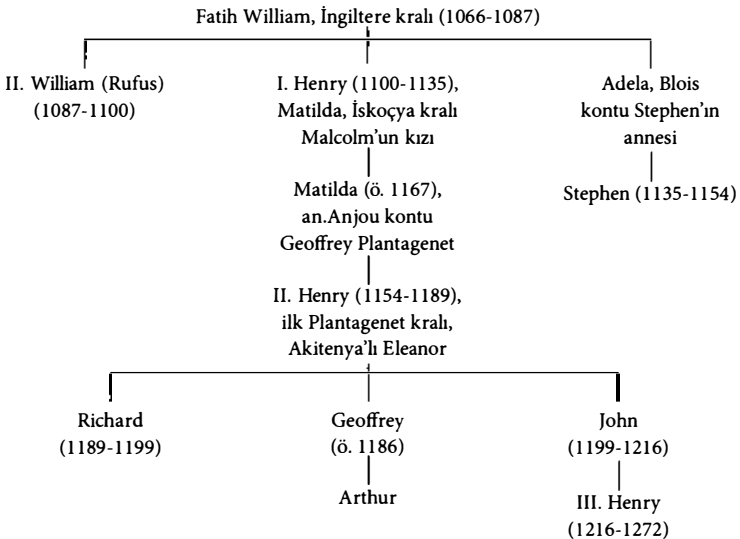 Fatih William, İngiltere kralı (1066-1087)
II. William (Rufus)
(1087-1100)
I. Henry (1100-1135),
Matilda, İskoçya kralı
Malcolm'un kızı
Adela, Blois
kontu Stephen'ın
annesi
Matilda (ö. 1167),
an.Anjou kontu
Geoffrey Plantagenet
Stephen (1135-1154)
II. Henry (1154-1189),
ilk Plantagenet kralı,
Akitenya'lı Eleanor
Richard
(1189-1199)
Geoffrey
(ö. 1186)
John
(1199-1216)
Arthur
III. Henry
(1216-1272)